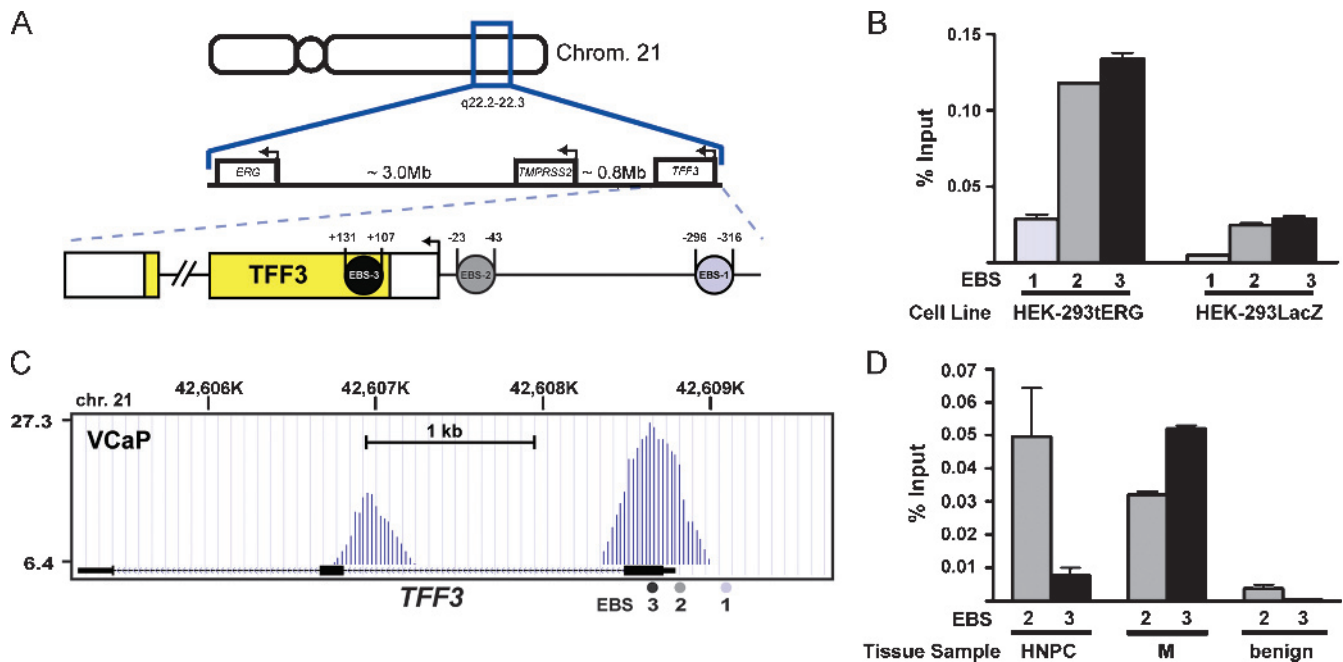 A
Chrom. 21
q22.2-22.3
ERG
~ 3.0Mb
TMPRSS2
~ 0.8Mb
TFF3
+131 +107
-23 -43
-296 -316
TFF3
EBS-3
EBS-2
EBS-1
B
0.15
0.10
0.05
% Input
EBS 1 2 3 1 2 3
Cell Line HEK-293tERG HEK-293LacZ
C
chr. 21
42,606K 42,607K 42,608K 42,609K
27.3
VCaP
1 kb
6.4
TFF3
EBS 3 2 1
D
0.07
0.06
0.05
0.04
0.03
0.02
0.01
% Input
EBS 2 3 2 3 2 3
Tissue Sample HNPC M benign